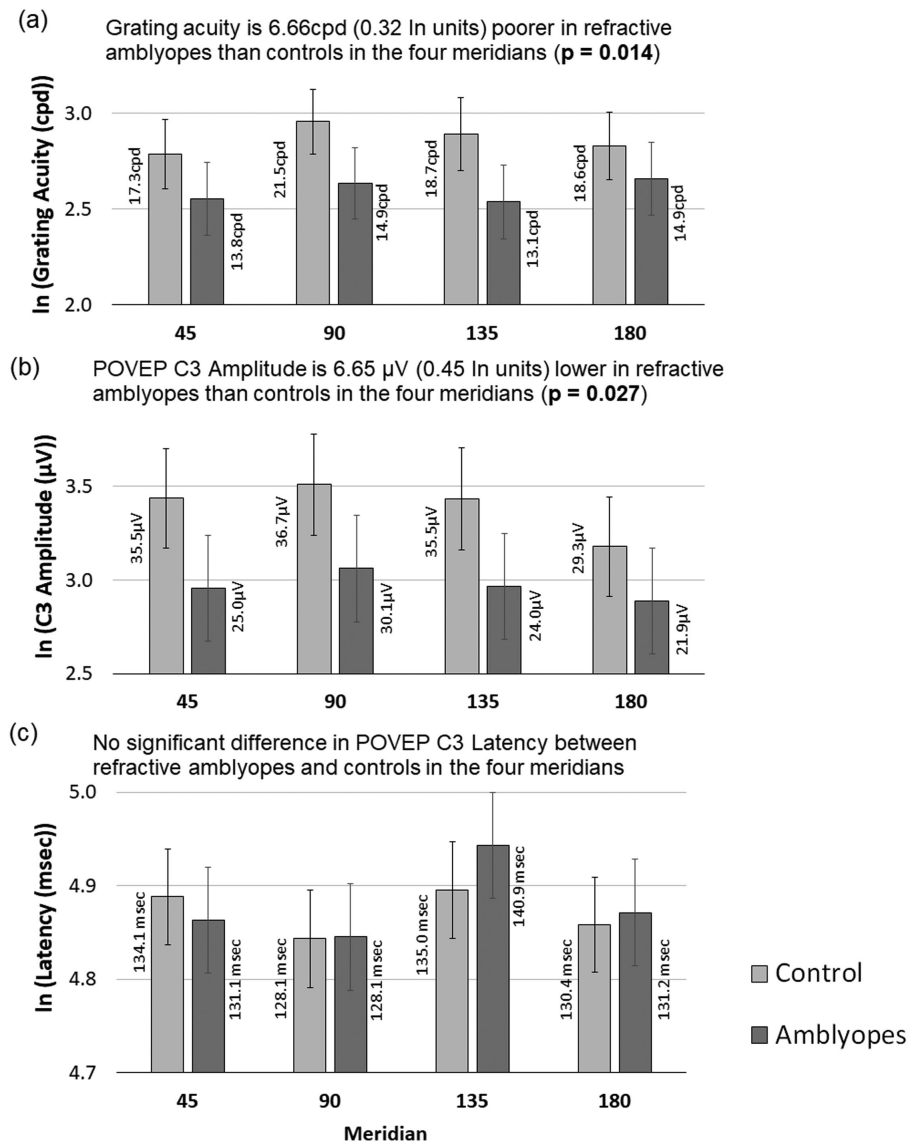 (a)
Grating acuity is 6.66cpd (0.32 ln units) poorer in refractive
amblyopes than controls in the four meridians (p = 0.014)
ln (Grating Acuity (cpd))
3.0
2.5
2.0
17.3cpd
13.8cpd
21.5cpd
14.9cpd
18.7cpd
13.1cpd
18.6cpd
14.9cpd
45
90
135
180
(b)
POVEP C3 Amplitude is 6.65 µV (0.45 ln units) lower in refractive
amblyopes than controls in the four meridians (p = 0.027)
ln (C3 Amplitude (µV))
3.5
3.0
2.5
35.5µV
25.0µV
36.7µV
30.1µV
35.5µV
24.0µV
29.3µV
21.9µV
45
90
135
180
(c)
No significant difference in POVEP C3 Latency between
refractive amblyopes and controls in the four meridians
ln (Latency (msec))
5.0
4.9
4.8
4.7
134.1 msec
131.1 msec
128.1 msec
128.1 msec
135.0 msec
140.9 msec
130.4 msec
131.2 msec
45
90
135
180
Meridian
Control
Amblyopes